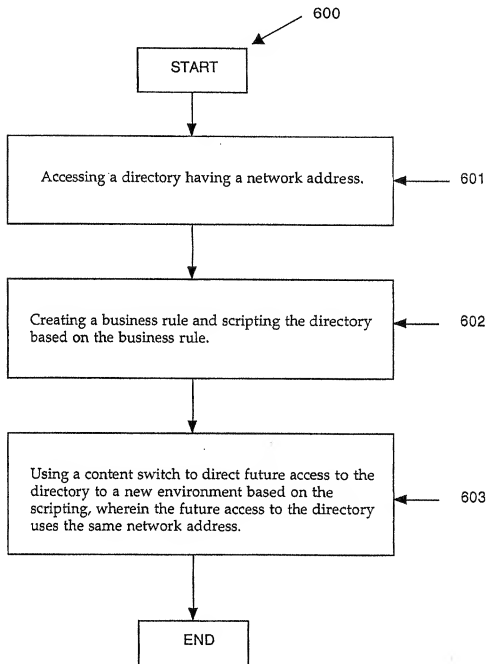 600
START
Accessing a directory having a network address.
601
Creating a business rule and scripting the directory
based on the business rule.
602
Using a content switch to direct future access to the
directory to a new environment based on the
scripting, wherein the future access to the directory
uses the same network address.
603
END